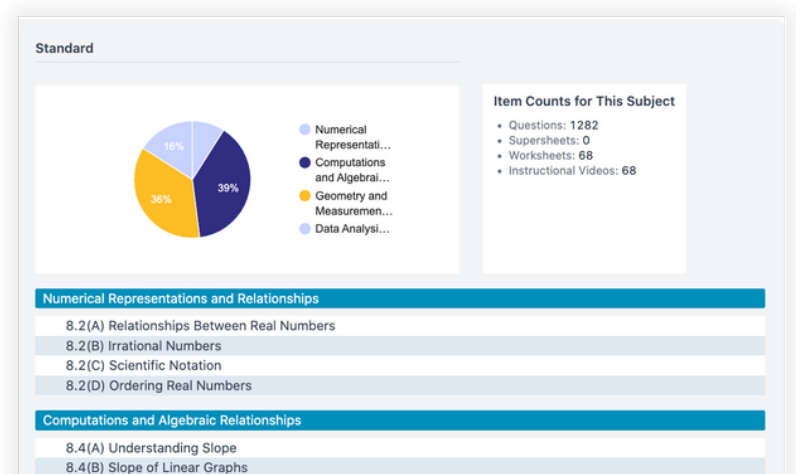 Standard
16%
39%
36%
Numerical
Representati...
Computations
and Algebrai...
Geometry and
Measuremen...
Data Analysi...
Item Counts for This Subject
• Questions: 1282
• Supersheets: 0
• Worksheets: 68
• Instructional Videos: 68
Numerical Representations and Relationships
8.2(A) Relationships Between Real Numbers
8.2(B) Irrational Numbers
8.2(C) Scientific Notation
8.2(D) Ordering Real Numbers
Computations and Algebraic Relationships
8.4(A) Understanding Slope
8.4(B) Slope of Linear Graphs